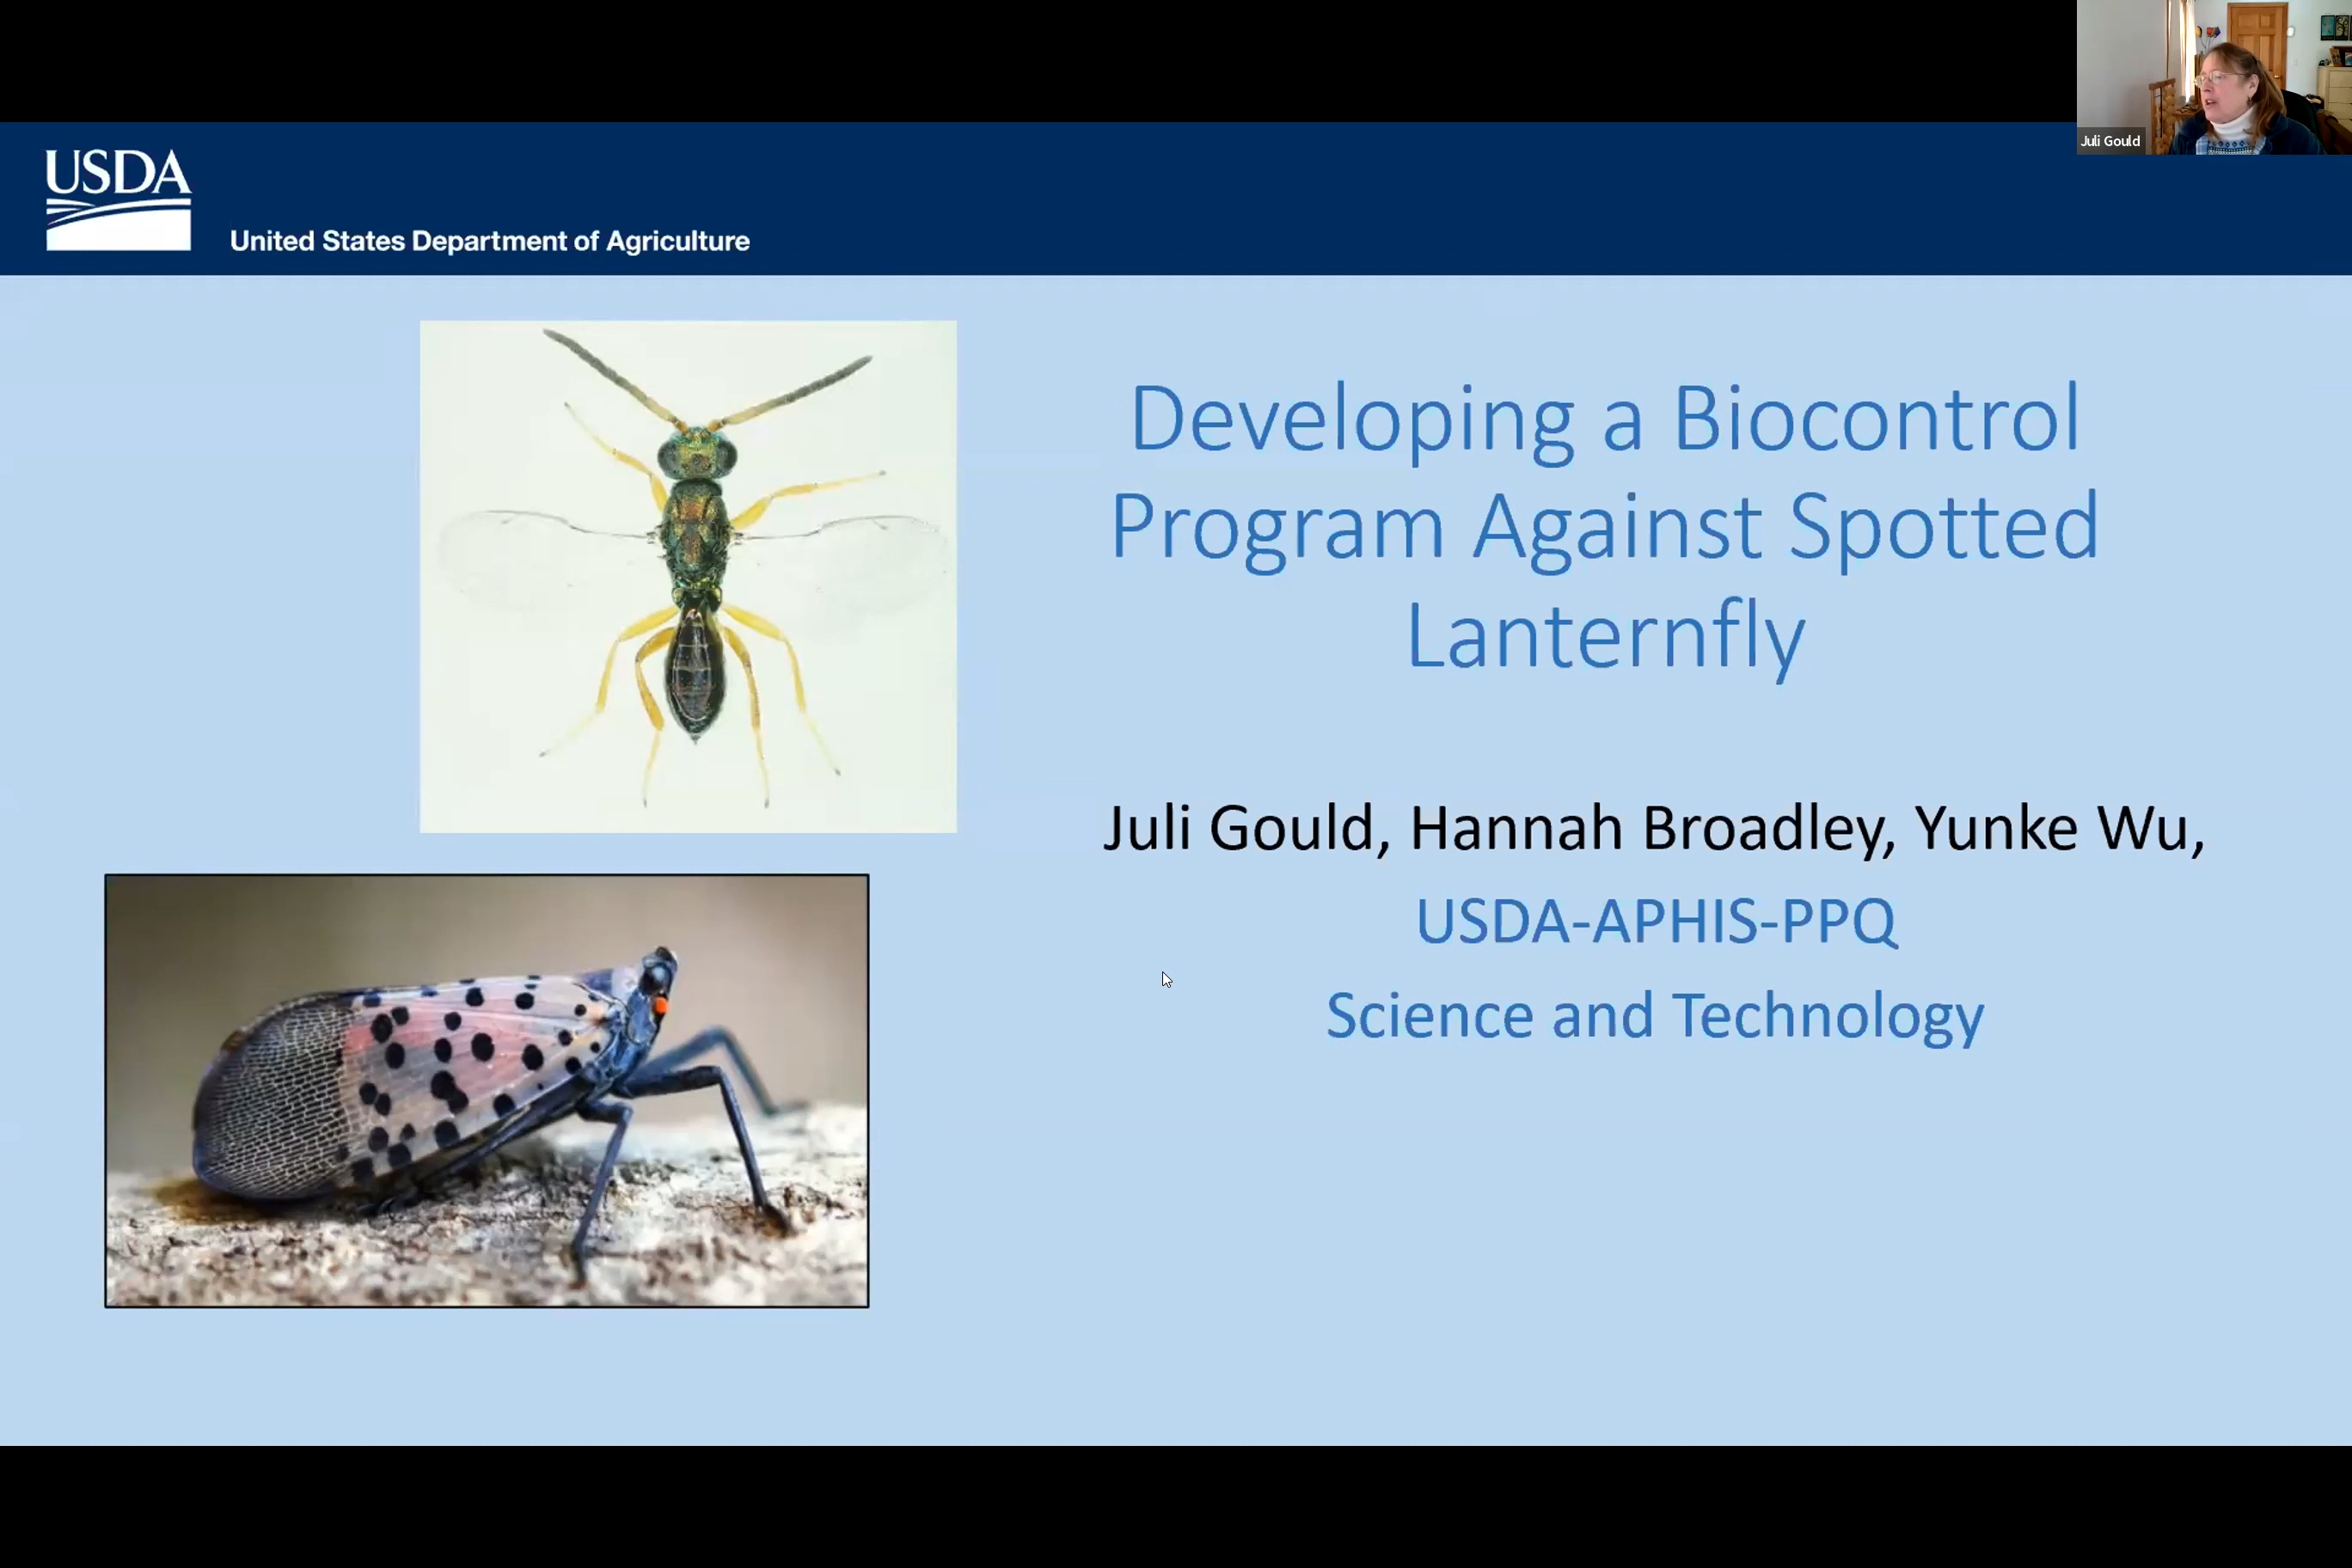 Juli Gould
USDA
United States Department of Agriculture
Developing a Biocontrol
Program Against Spotted
Lanternfly
Juli Gould, Hannah Broadley, Yunke Wu,
USDA-APHIS-PPQ
Science and Technology